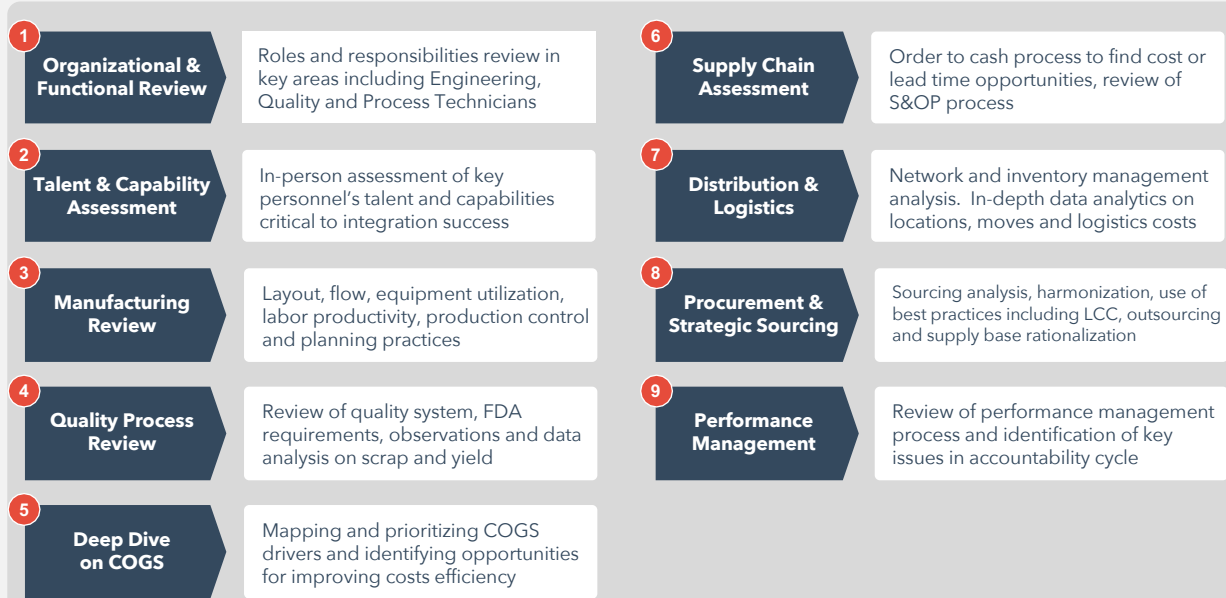 1
Organizational &
Functional Review
Roles and responsibilities review in
key areas including Engineering,
Quality and Process Technicians
2
Talent & Capability
Assessment
In-person assessment of key
personnel's talent and capabilities
critical to integration success
3
Manufacturing
Review
Layout, flow, equipment utilization,
labor productivity, production control
and planning practices
4
Quality Process
Review
Review of quality system, FDA
requirements, observations and data
analysis on scrap and yield
5
Deep Dive
on COGS
Mapping and prioritizing COGS
drivers and identifying opportunities
for improving costs efficiency
6
Supply Chain
Assessment
Order to cash process to find cost or
lead time opportunities, review of
S&OP process
7
Distribution &
Logistics
Network and inventory management
analysis. In-depth data analytics on
locations, moves and logistics costs
8
Procurement &
Strategic Sourcing
Sourcing analysis, harmonization, use of
best practices including LCC, outsourcing
and supply base rationalization
9
Performance
Management
Review of performance management
process and identification of key
issues in accountability cycle